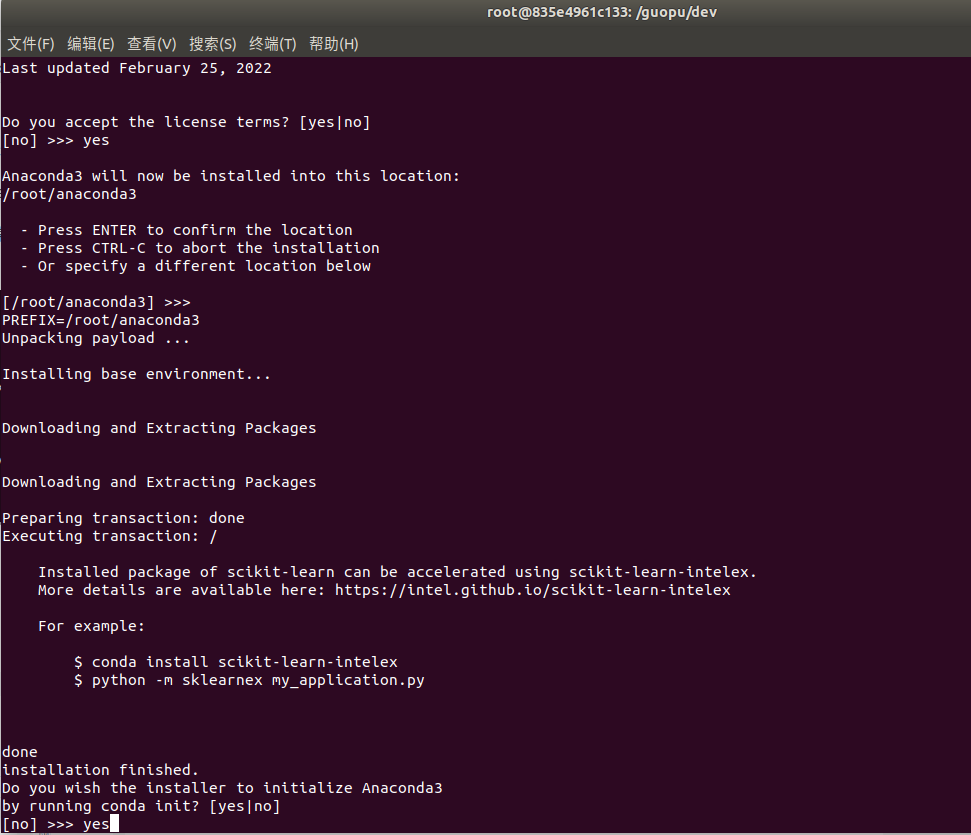 root@835e4961c133: /guopu/dev
文件(F) 编辑(E) 查看(V) 搜索(S) 终端(T) 帮助(H)
Last updated February 25, 2022
Do you accept the license terms? [yes|no]
[no] >>> yes
Anaconda3 will now be installed into this location:
/root/anaconda3
- Press ENTER to confirm the location
- Press CTRL-C to abort the installation
- Or specify a different location below
[/root/anaconda3] >>>
PREFIX=/root/anaconda3
Unpacking payload ...
Installing base environment...
Downloading and Extracting Packages
Downloading and Extracting Packages
Preparing transaction: done
Executing transaction: /
Installed package of scikit-learn can be accelerated using scikit-learn-intelex.
More details are available here: https://intel.github.io/scikit-learn-intelex
For example:
$ conda install scikit-learn-intelex
$ python -m sklearnex my_application.py
done
installation finished.
Do you wish the installer to initialize Anaconda3
by running conda init? [yes|no]
[no] >>> yes